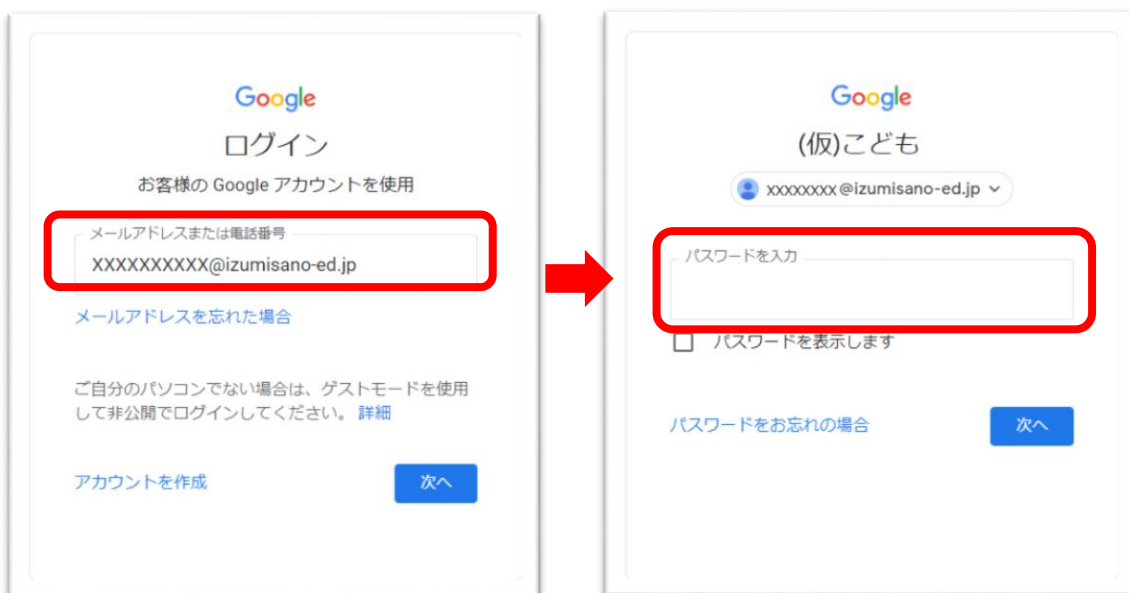 Google
ログイン
お客様の Google アカウントを使用
メールアドレスまたは電話番号
XXXXXXXXXX@izumisano-ed.jp
メールアドレスを忘れた場合
ご自分のパソコンでない場合は、ゲストモードを使用
して非公開でログインしてください。 詳細
アカウントを作成
次へ
Google
(仮)こども
xxxxxxxx@izumisano-ed.jp
パスワードを入力
パスワードを表示します
パスワードをお忘れの場合
次へ